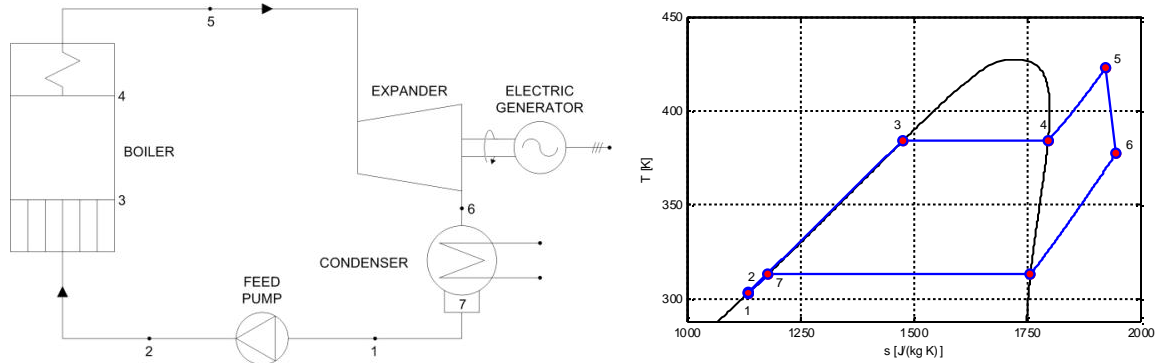 5
4
BOILER
3
EXPANDER
ELECTRIC
GENERATOR
6
CONDENSER
7
FEED
PUMP
2
1
450
400
350
300
T [K]
1000
1250
1500
1750
2000
s [J/(kg K)]
1
2
3
4
5
6
7